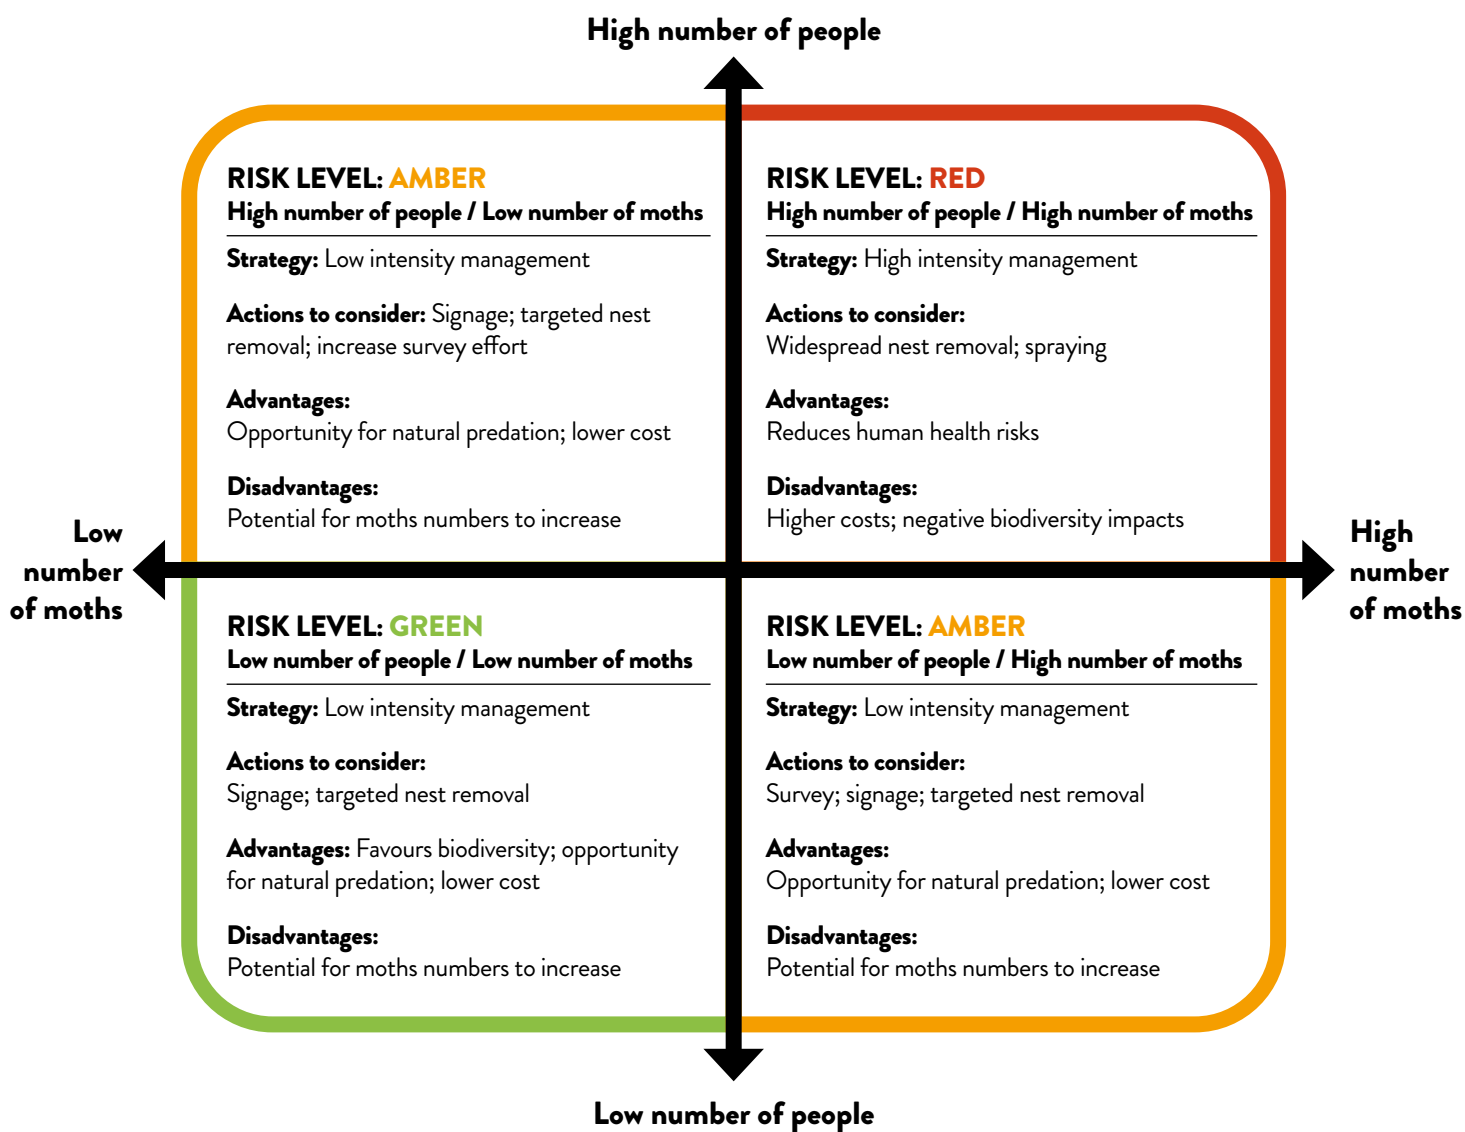 High number of people
RISK LEVEL: AMBER
High number of people / Low number of moths
Strategy: Low intensity management
Actions to consider: Signage; targeted nest
removal; increase survey effort
Advantages:
Opportunity for natural predation; lower cost
Disadvantages:
Potential for moths numbers to increase
RISK LEVEL: RED
High number of people / High number of moths
Strategy: High intensity management
Actions to consider:
Widespread nest removal; spraying
Advantages:
Reduces human health risks
Disadvantages:
Higher costs; negative biodiversity impacts
Low
number
of moths
High
number
of moths
RISK LEVEL: GREEN
Low number of people / Low number of moths
Strategy: Low intensity management
Actions to consider:
Signage; targeted nest removal
Advantages: Favours biodiversity; opportunity
for natural predation; lower cost
Disadvantages:
Potential for moths numbers to increase
RISK LEVEL: AMBER
Low number of people / High number of moths
Strategy: Low intensity management
Actions to consider:
Survey; signage; targeted nest removal
Advantages:
Opportunity for natural predation; lower cost
Disadvantages:
Potential for moths numbers to increase
Low number of people